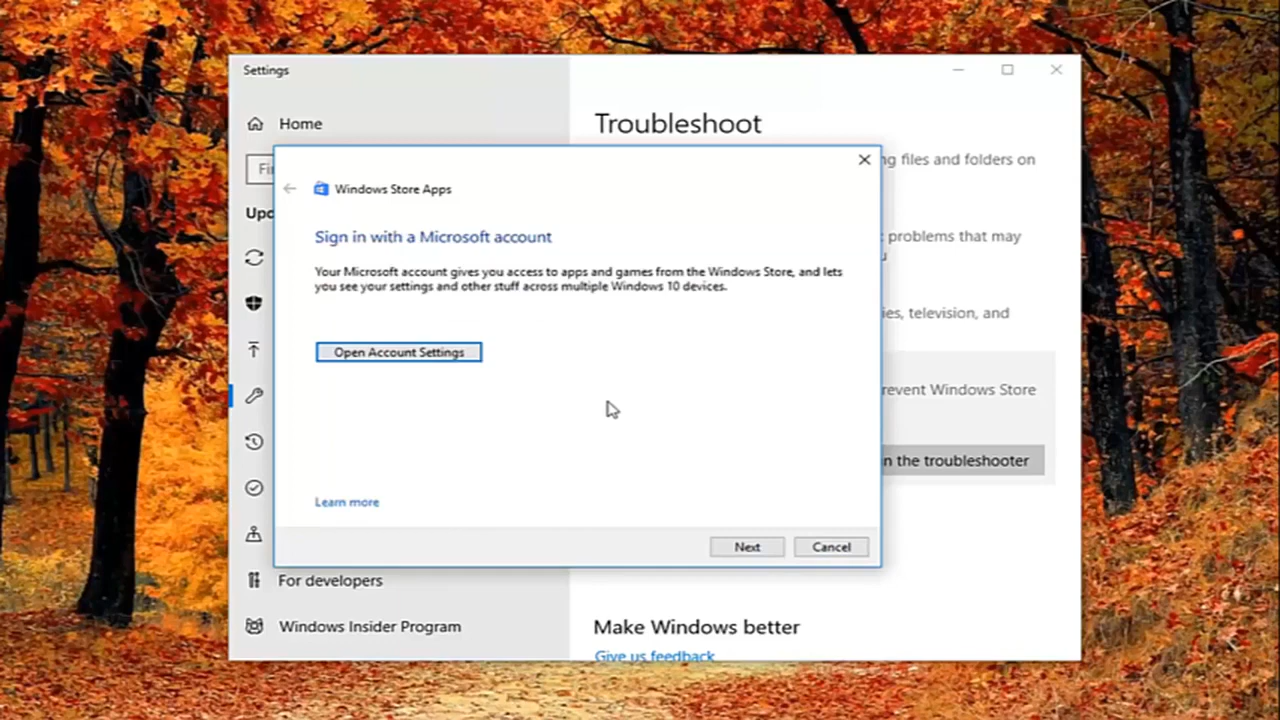 Settings
Home
Troubleshoot
Windows Store Apps
Sign in with a Microsoft account
Your Microsoft account gives you access to apps and games from the Windows Store, and lets
you see your settings and other stuff across multiple Windows 10 devices.
Open Account Settings
Learn more
Next
Cancel
files and folders on
problems that may
television, and
Windows Store
the troubleshooter
For developers
Windows Insider Program
Make Windows better
Give us feedback